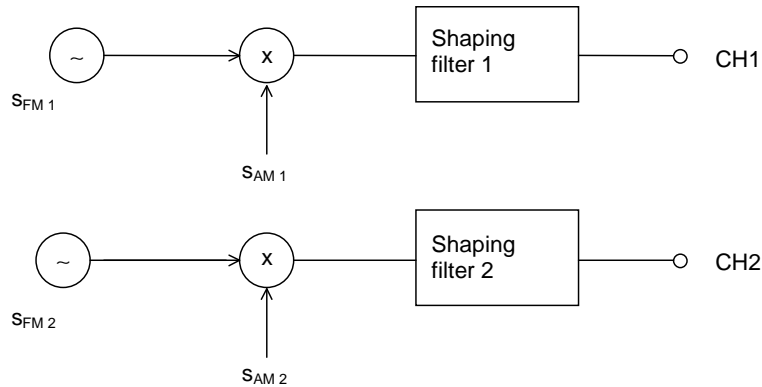 ~
x
Shaping
filter 1
CH1
sFM 1
sAM 1
~
x
Shaping
filter 2
CH2
sFM 2
sAM 2